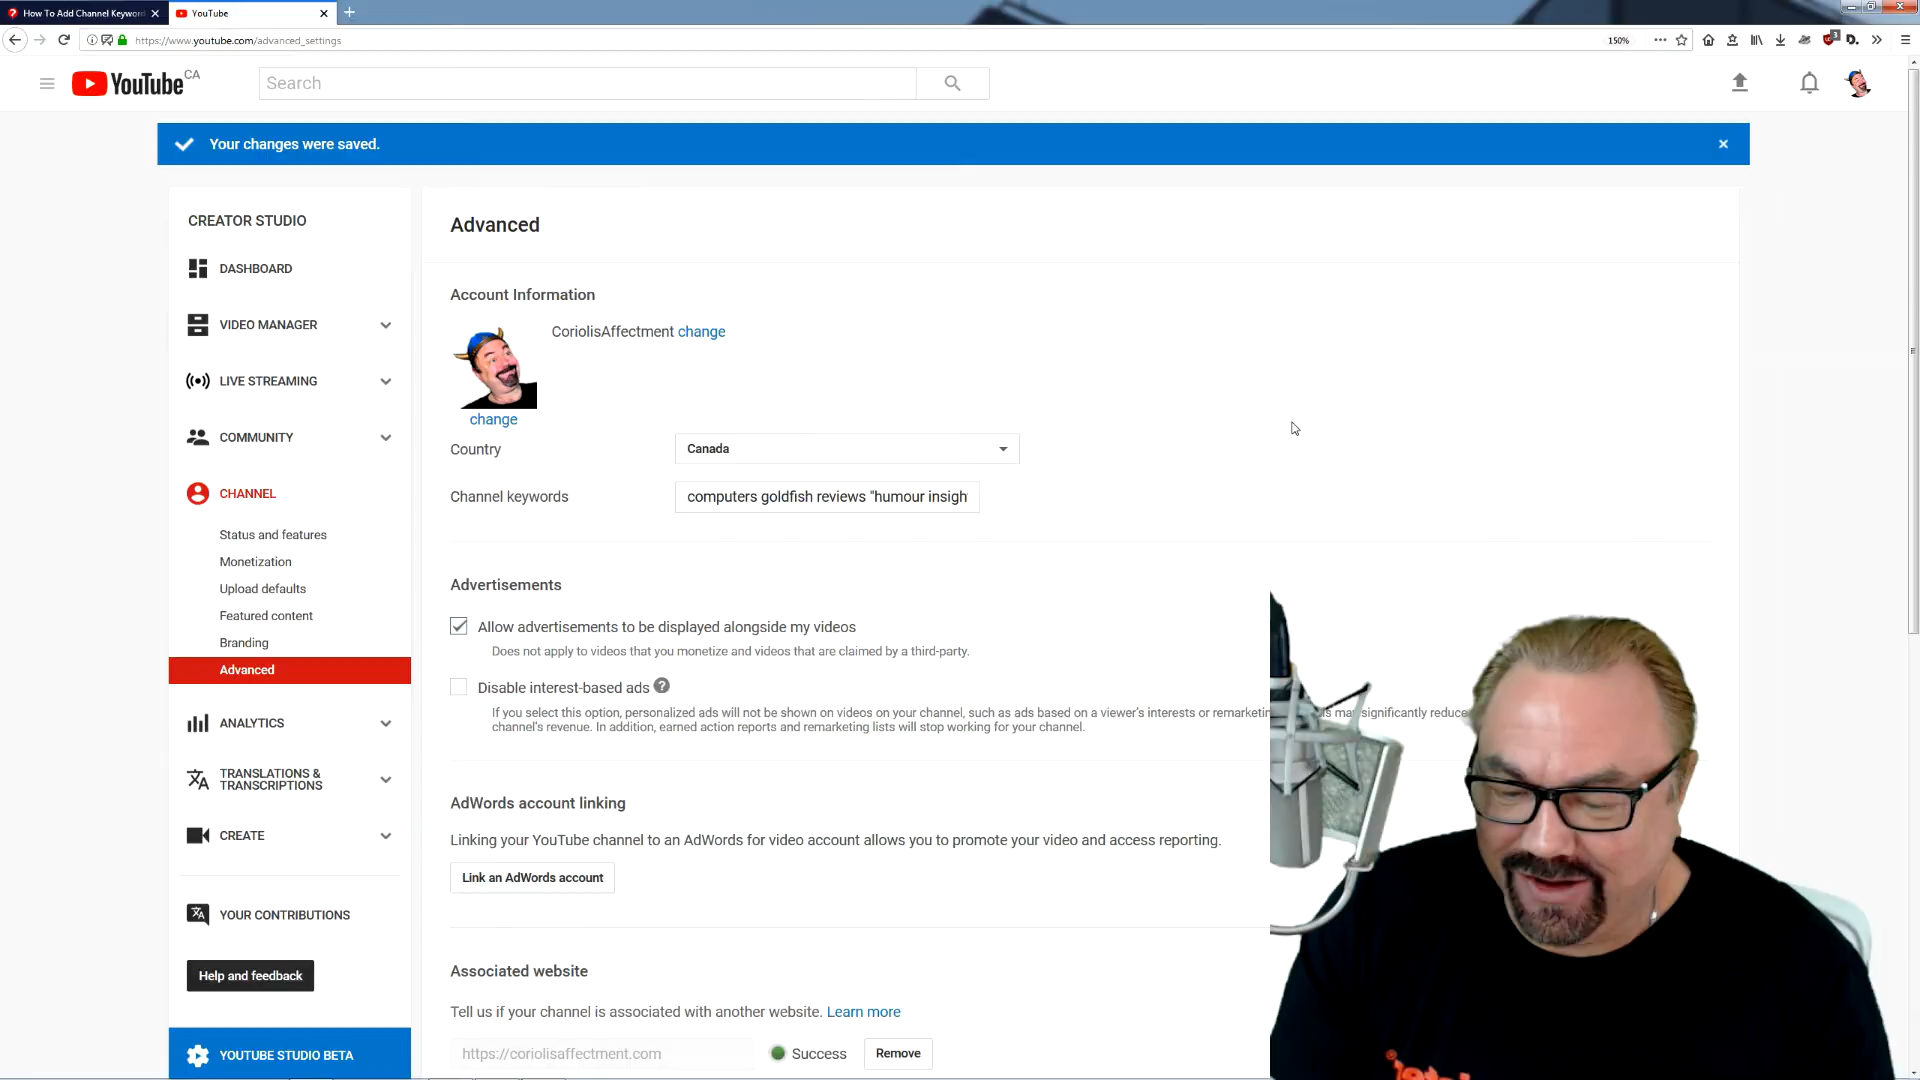 How To Add Channel Keyword
YouTube
https://www.youtube.com/advanced_settings
150%
3
YouTube CA
Search
Your changes were saved.
CREATOR STUDIO
DASHBOARD
VIDEO MANAGER
LIVE STREAMING
COMMUNITY
CHANNEL
Status and features
Monetization
Upload defaults
Featured content
Branding
Advanced
ANALYTICS
TRANSLATIONS &
TRANSCRIPTIONS
CREATE
YOUR CONTRIBUTIONS
Help and feedback
YOUTUBE STUDIO BETA
Advanced
Account Information
CoriolisAffectment change
change
Country
Canada
Channel keywords
computers goldfish reviews "humour insigh
Advertisements
Allow advertisements to be displayed alongside my videos
Does not apply to videos that you monetize and videos that are claimed by a third-party.
Disable interest-based ads
If you select this option, personalized ads will not be shown on videos on your channel, such as ads based on a viewer's interests or remarketin may significantly reduce
channel's revenue. In addition, earned action reports and remarketing lists will stop working for your channel.
AdWords account linking
Linking your YouTube channel to an AdWords for video account allows you to promote your video and access reporting.
Link an AdWords account
Associated website
Tell us if your channel is associated with another website. Learn more
https://coriolisaffectment.com
Success
Remove